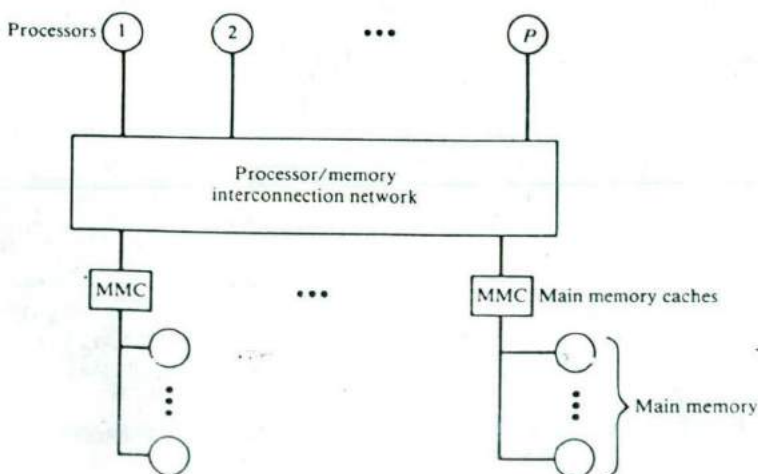 Processors 1 2 ••• P
Processor/memory
interconnection network
MMC ••• MMC Main memory caches
Main memory